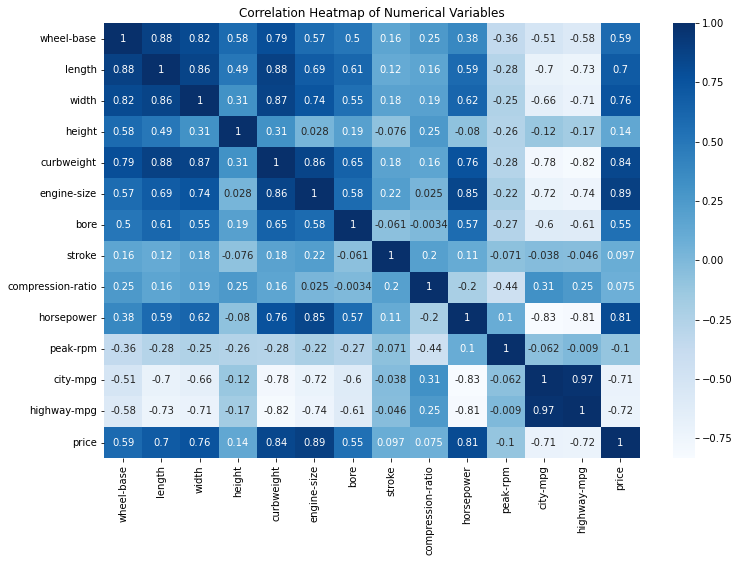 Correlation Heatmap of Numerical Variables
wheel-base 1 0.88 0.82 0.58 0.79 0.57 0.5 0.16 0.25 0.38 -0.36 -0.51 -0.58 0.59
length 0.88 1 0.86 0.49 0.88 0.69 0.61 0.12 0.16 0.59 -0.28 -0.7 -0.73 0.7
width 0.82 0.86 1 0.31 0.87 0.74 0.55 0.18 0.19 0.62 -0.25 -0.66 -0.71 0.76
height 0.58 0.49 0.31 1 0.31 0.028 0.19 -0.076 0.25 -0.08 -0.26 -0.12 -0.17 0.14
curbweight 0.79 0.88 0.87 0.31 1 0.86 0.65 0.18 0.16 0.76 -0.28 -0.78 -0.82 0.84
engine-size 0.57 0.69 0.74 0.028 0.86 1 0.58 0.22 0.025 0.85 -0.22 -0.72 -0.74 0.89
bore 0.5 0.61 0.55 0.19 0.65 0.58 1 -0.061 -0.0034 0.57 -0.27 -0.6 -0.61 0.55
stroke 0.16 0.12 0.18 -0.076 0.18 0.22 -0.061 1 0.2 0.11 -0.071 -0.038 -0.046 0.097
compression-ratio 0.25 0.16 0.19 0.25 0.16 0.025 -0.0034 0.2 1 -0.2 -0.44 0.31 0.25 0.075
horsepower 0.38 0.59 0.62 -0.08 0.76 0.85 0.57 0.11 -0.2 1 0.1 -0.83 -0.81 0.81
peak-rpm -0.36 -0.28 -0.25 -0.26 -0.28 -0.22 -0.27 -0.071 -0.44 0.1 1 -0.062 -0.009 -0.1
city-mpg -0.51 -0.7 -0.66 -0.12 -0.78 -0.72 -0.6 -0.038 0.31 -0.83 -0.062 1 0.97 -0.71
highway-mpg -0.58 -0.73 -0.71 -0.17 -0.82 -0.74 -0.61 -0.046 0.25 -0.81 -0.009 0.97 1 -0.72
price 0.59 0.7 0.76 0.14 0.84 0.89 0.55 0.097 0.075 0.81 -0.1 -0.71 -0.72 1
wheel-base
length
width
height
curbweight
engine-size
bore
stroke
compression-ratio
horsepower
peak-rpm
city-mpg
highway-mpg
price
1.00
0.75
0.50
0.25
0.00
−0.25
−0.50
−0.75